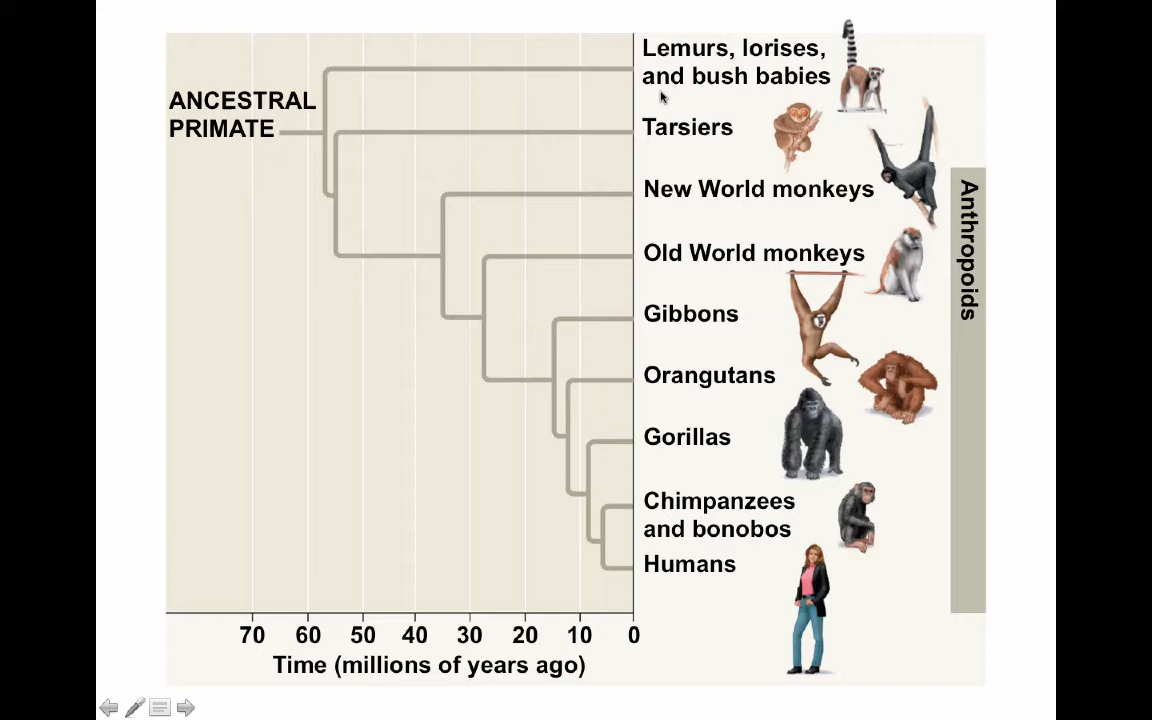 Lemurs, lorises,
and bush babies
ANCESTRAL
PRIMATE
Tarsiers
New World monkeys
Anthropoids
Old World monkeys
Gibbons
Orangutans
Gorillas
Chimpanzees
and bonobos
Humans
70 60 50 40 30 20 10 0
Time (millions of years ago)